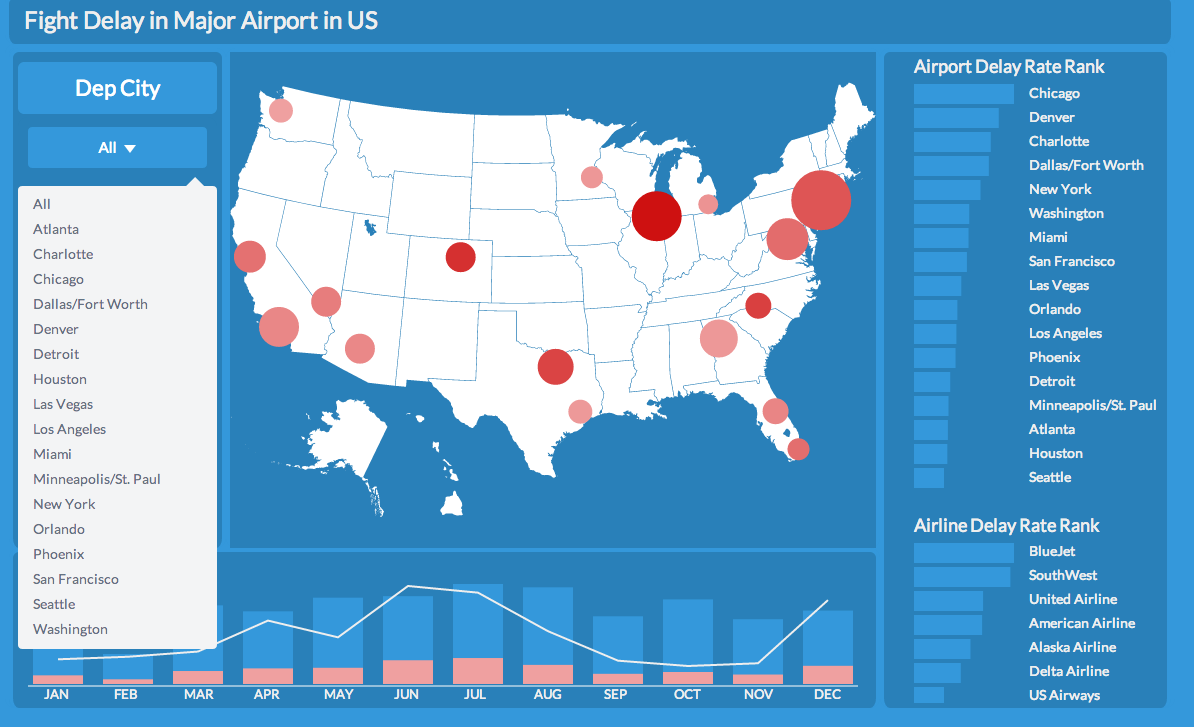 Fight Delay in Major Airport in US
Dep City
All
All
Atlanta
Charlotte
Chicago
Dallas/Fort Worth
Denver
Detroit
Houston
Las Vegas
Los Angeles
Miami
Minneapolis/St. Paul
New York
Orlando
Phoenix
San Francisco
Seattle
Washington
Airport Delay Rate Rank
Chicago
Denver
Charlotte
Dallas/Fort Worth
New York
Washington
Miami
San Francisco
Las Vegas
Orlando
Los Angeles
Phoenix
Detroit
Minneapolis/St. Paul
Atlanta
Houston
Seattle
Airline Delay Rate Rank
BlueJet
SouthWest
United Airline
American Airline
Alaska Airline
Delta Airline
US Airways
JAN FEB MAR APR MAY JUN JUL AUG SEP OCT NOV DEC